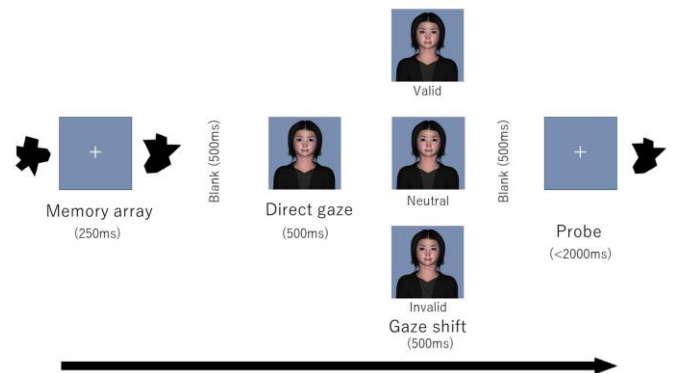 Memory array
(250ms)
Blank (500ms)
Direct gaze
(500ms)
Valid
Neutral
Invalid
Gaze shift
(500ms)
Blank (500ms)
Probe
(<2000ms)